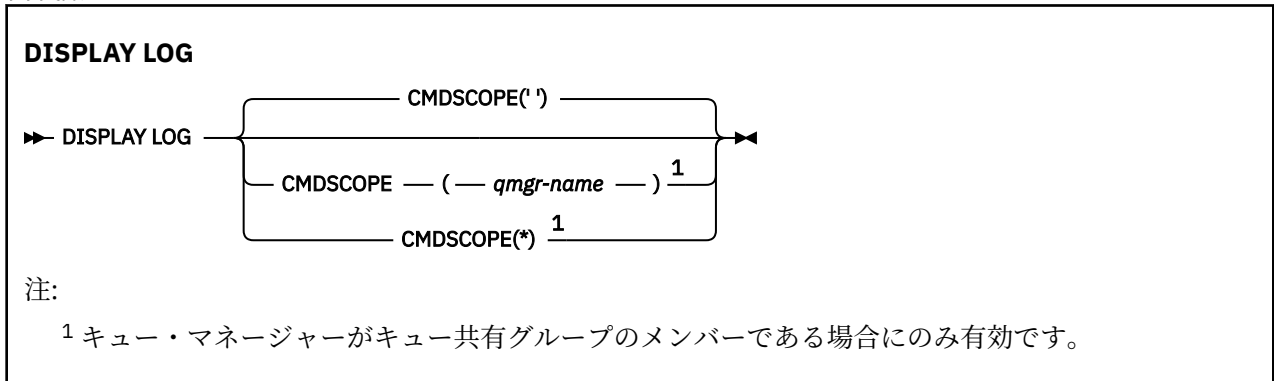 DISPLAY LOG
CMDSCOPE(' ')
DISPLAY LOG
CMDSCOPE ( qmgr-name ) 1
CMDSCOPE(*) 1
注:
1 キュー・マネージャーがキュー共有グループのメンバーである場合にのみ有効です。